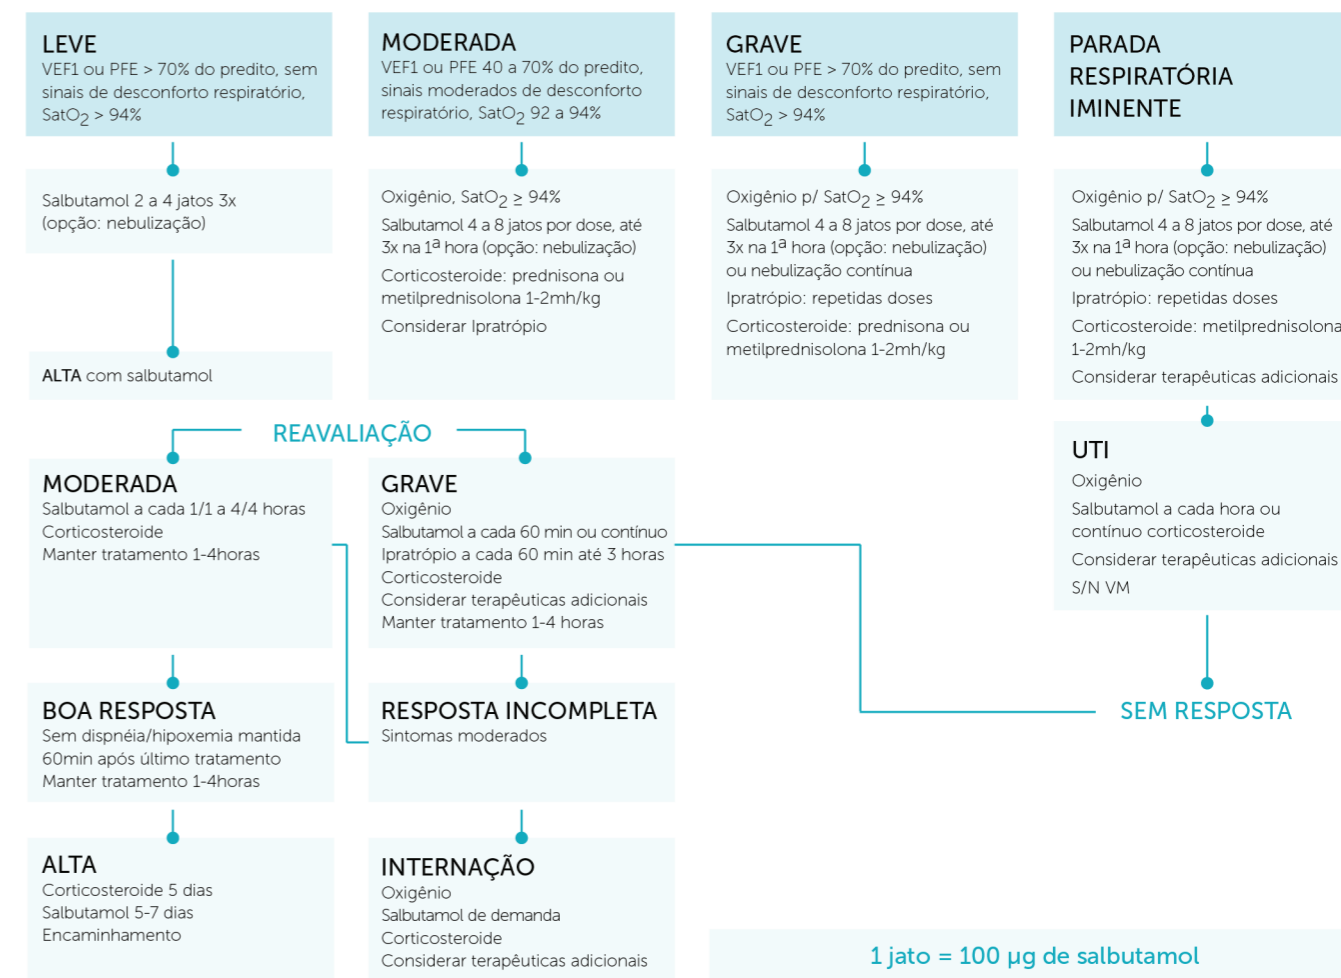 LEVE
VEF1 ou PFE > 70% do predito, sem
sinais de desconforto respiratório,
SatO2 > 94%
Salbutamol 2 a 4 jatos 3x
(opção: nebulização)
ALTA com salbutamol
MODERADA
VEF1 ou PFE 40 a 70% do predito,
sinais moderados de desconforto
respiratório, SatO2 92 a 94%
Oxigênio, SatO2 ≥ 94%
Salbutamol 4 a 8 jatos por dose, até
3x na 1ª hora (opção: nebulização)
Corticosteroide: prednisona ou
metilprednisolona 1-2mh/kg
Considerar Ipratrópio
GRAVE
VEF1 ou PFE > 70% do predito, sem
sinais de desconforto respiratório,
SatO2 > 94%
Oxigênio p/ SatO2 ≥ 94%
Salbutamol 4 a 8 jatos por dose, até
3x na 1ª hora (opção: nebulização)
ou nebulização contínua
Ipratrópio: repetidas doses
Corticosteroide: prednisona ou
metilprednisolona 1-2mh/kg
PARADA
RESPIRATÓRIA
IMINENTE
Oxigênio p/ SatO2 ≥ 94%
Salbutamol 4 a 8 jatos por dose, até
3x na 1ª hora (opção: nebulização)
ou nebulização contínua
Ipratrópio: repetidas doses
Corticosteroide: metilprednisolona
1-2mh/kg
Considerar terapêuticas adicionais
UTI
Oxigênio
Salbutamol a cada hora ou
contínuo corticosteroide
Considerar terapêuticas adicionais
S/N VM
SEM RESPOSTA
REAVALIAÇÃO
MODERADA
Salbutamol a cada 1/1 a 4/4 horas
Corticosteroide
Manter tratamento 1-4horas
GRAVE
Oxigênio
Salbutamol a cada 60 min ou contínuo
Ipratrópio a cada 60 min até 3 horas
Corticosteroide
Considerar terapêuticas adicionais
Manter tratamento 1-4 horas
BOA RESPOSTA
Sem dispnéia/hipoxemia mantida
60min após último tratamento
Manter tratamento 1-4horas
RESPOSTA INCOMPLETA
Sintomas moderados
ALTA
Corticosteroide 5 dias
Salbutamol 5-7 dias
Encaminhamento
INTERNAÇÃO
Oxigênio
Salbutamol de demanda
Corticosteroide
Considerar terapêuticas adicionais
1 jato = 100 µg de salbutamol